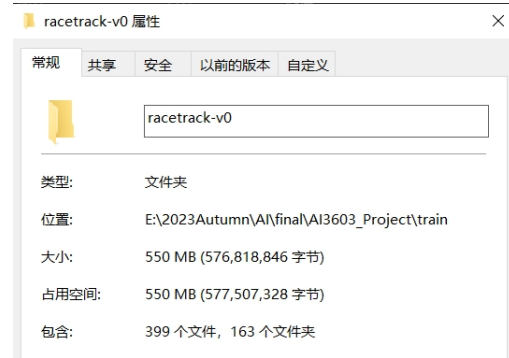 racetrack-v0 属性
常规 共享 安全 以前的版本 自定义
racetrack-v0
类型: 文件夹
位置: E:\2023Autumn\AI\final\AI3603_Project\train
大小: 550 MB (576,818,846 字节)
占用空间: 550 MB (577,507,328 字节)
包含: 399 个文件，163 个文件夹